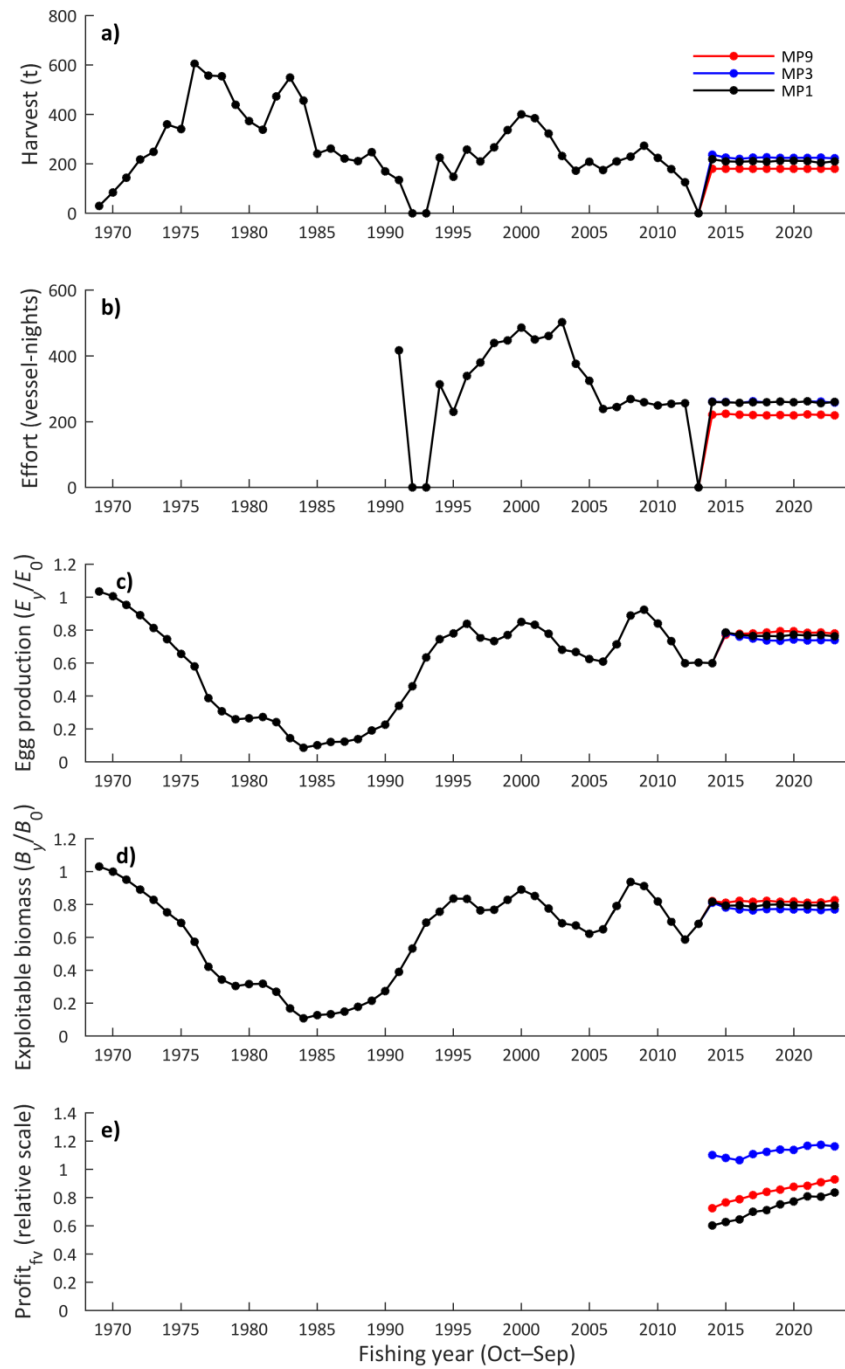 a)
Harvest (t)
800
600
400
200
0
MP9
MP3
MP1
1970 1975 1980 1985 1990 1995 2000 2005 2010 2015 2020
b)
Effort (vessel-nights)
600
400
200
0
1970 1975 1980 1985 1990 1995 2000 2005 2010 2015 2020
c)
Egg production (E_y/E_0)
1.2
1
0.8
0.6
0.4
0.2
0
1970 1975 1980 1985 1990 1995 2000 2005 2010 2015 2020
d)
Exploitable biomass (B_y/B_0)
1.2
1
0.8
0.6
0.4
0.2
0
1970 1975 1980 1985 1990 1995 2000 2005 2010 2015 2020
e)
Profit_fv (relative scale)
1.4
1.2
1
0.8
0.6
0.4
0.2
0
1970 1975 1980 1985 1990 1995 2000 2005 2010 2015 2020
Fishing year (Oct–Sep)